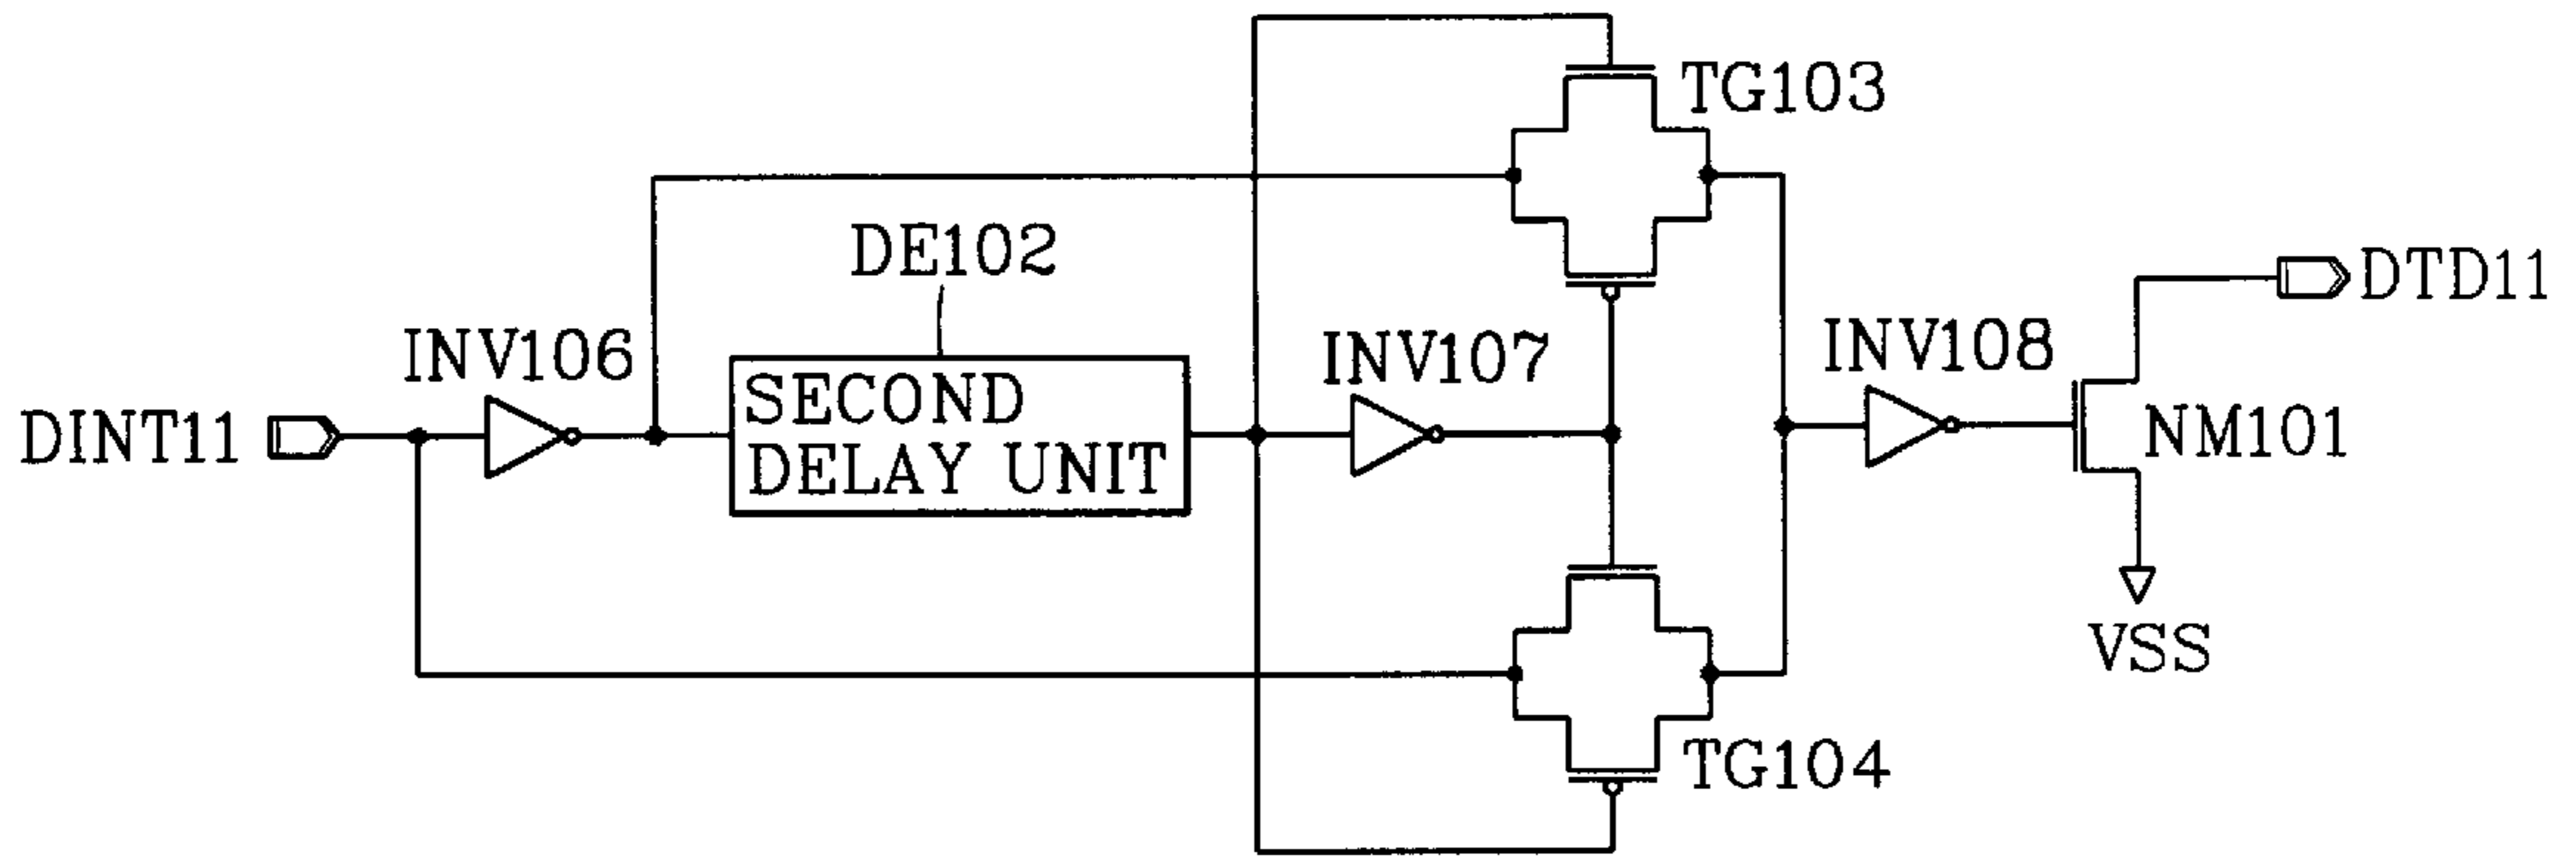 TG103
DE102
DTD11
INV106
INV107
INV108
DINT11
SECOND
DELAY UNIT
NM101
VSS
TG104